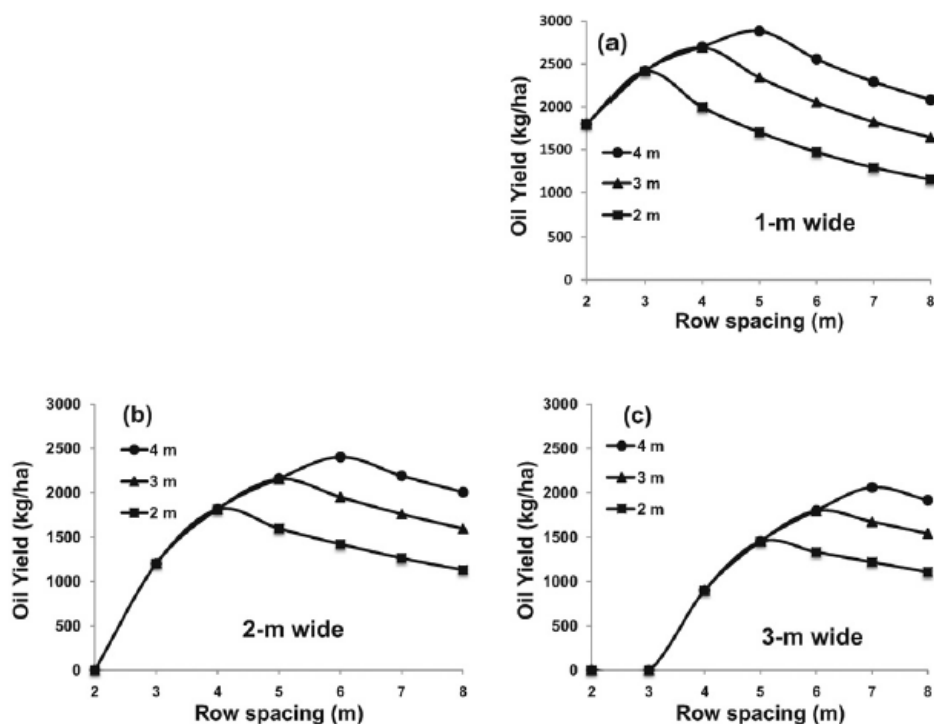 (a)
Oil Yield (kg/ha)
3000
2500
2000
1500
1000
500
0
4 m
3 m
2 m
1-m wide
2 3 4 5 6 7 8
Row spacing (m)
(b)
Oil Yield (kg/ha)
3000
2500
2000
1500
1000
500
0
4 m
3 m
2 m
2-m wide
2 3 4 5 6 7 8
Row spacing (m)
(c)
Oil Yield (kg/ha)
3000
2500
2000
1500
1000
500
0
4 m
3 m
2 m
3-m wide
2 3 4 5 6 7 8
Row spacing (m)